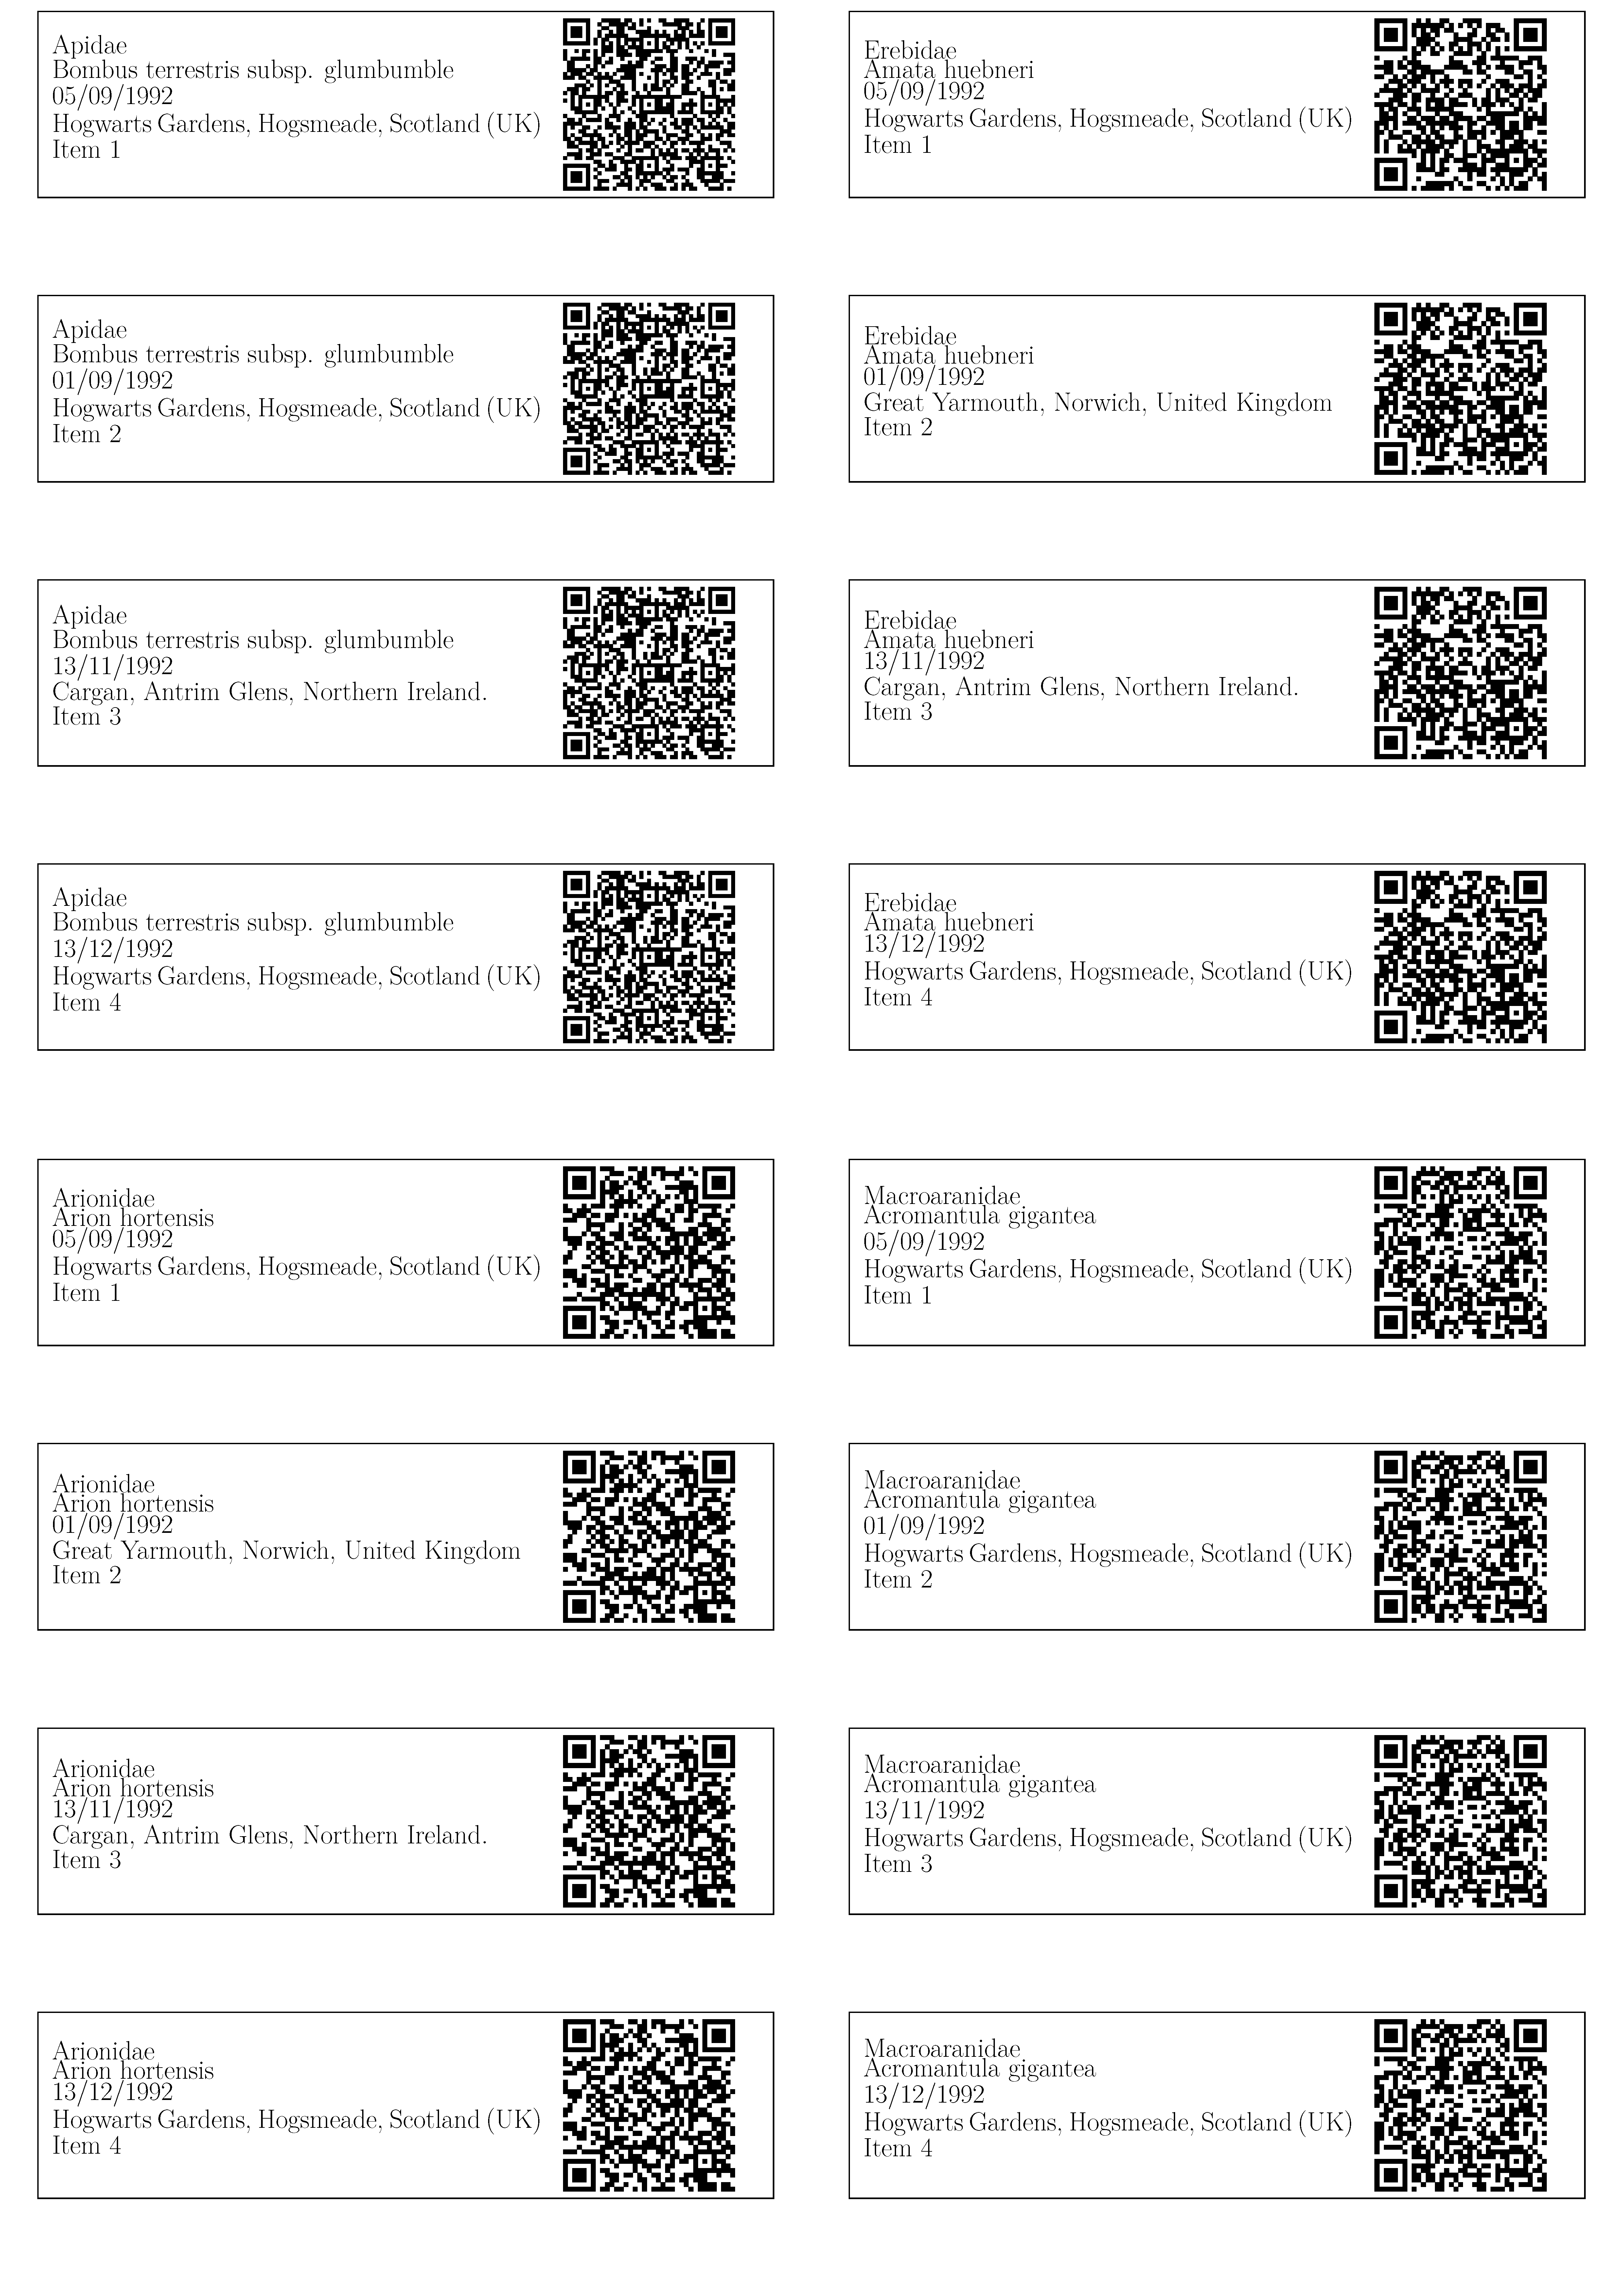 Apidae
Bombus terrestris subsp. glumbumble
05/09/1992
Hogwarts Gardens, Hogsmeade, Scotland (UK)
Item 1
Erebidae
Amata huebneri
05/09/1992
Hogwarts Gardens, Hogsmeade, Scotland (UK)
Item 1
Apidae
Bombus terrestris subsp. glumbumble
01/09/1992
Hogwarts Gardens, Hogsmeade, Scotland (UK)
Item 2
Erebidae
Amata huebneri
01/09/1992
Great Yarmouth, Norwich, United Kingdom
Item 2
Apidae
Bombus terrestris subsp. glumbumble
13/11/1992
Cargan, Antrim Glens, Northern Ireland.
Item 3
Erebidae
Amata huebneri
13/11/1992
Cargan, Antrim Glens, Northern Ireland.
Item 3
Apidae
Bombus terrestris subsp. glumbumble
13/12/1992
Hogwarts Gardens, Hogsmeade, Scotland (UK)
Item 4
Erebidae
Amata huebneri
13/12/1992
Hogwarts Gardens, Hogsmeade, Scotland (UK)
Item 4
Arionidae
Arion hortensis
05/09/1992
Hogwarts Gardens, Hogsmeade, Scotland (UK)
Item 1
Macroaranidae
Acromantula gigantea
05/09/1992
Hogwarts Gardens, Hogsmeade, Scotland (UK)
Item 1
Arionidae
Arion hortensis
01/09/1992
Great Yarmouth, Norwich, United Kingdom
Item 2
Macroaranidae
Acromantula gigantea
01/09/1992
Hogwarts Gardens, Hogsmeade, Scotland (UK)
Item 2
Arionidae
Arion hortensis
13/11/1992
Cargan, Antrim Glens, Northern Ireland.
Item 3
Macroaranidae
Acromantula gigantea
13/11/1992
Hogwarts Gardens, Hogsmeade, Scotland (UK)
Item 3
Arionidae
Arion hortensis
13/12/1992
Hogwarts Gardens, Hogsmeade, Scotland (UK)
Item 4
Macroaranidae
Acromantula gigantea
13/12/1992
Hogwarts Gardens, Hogsmeade, Scotland (UK)
Item 4